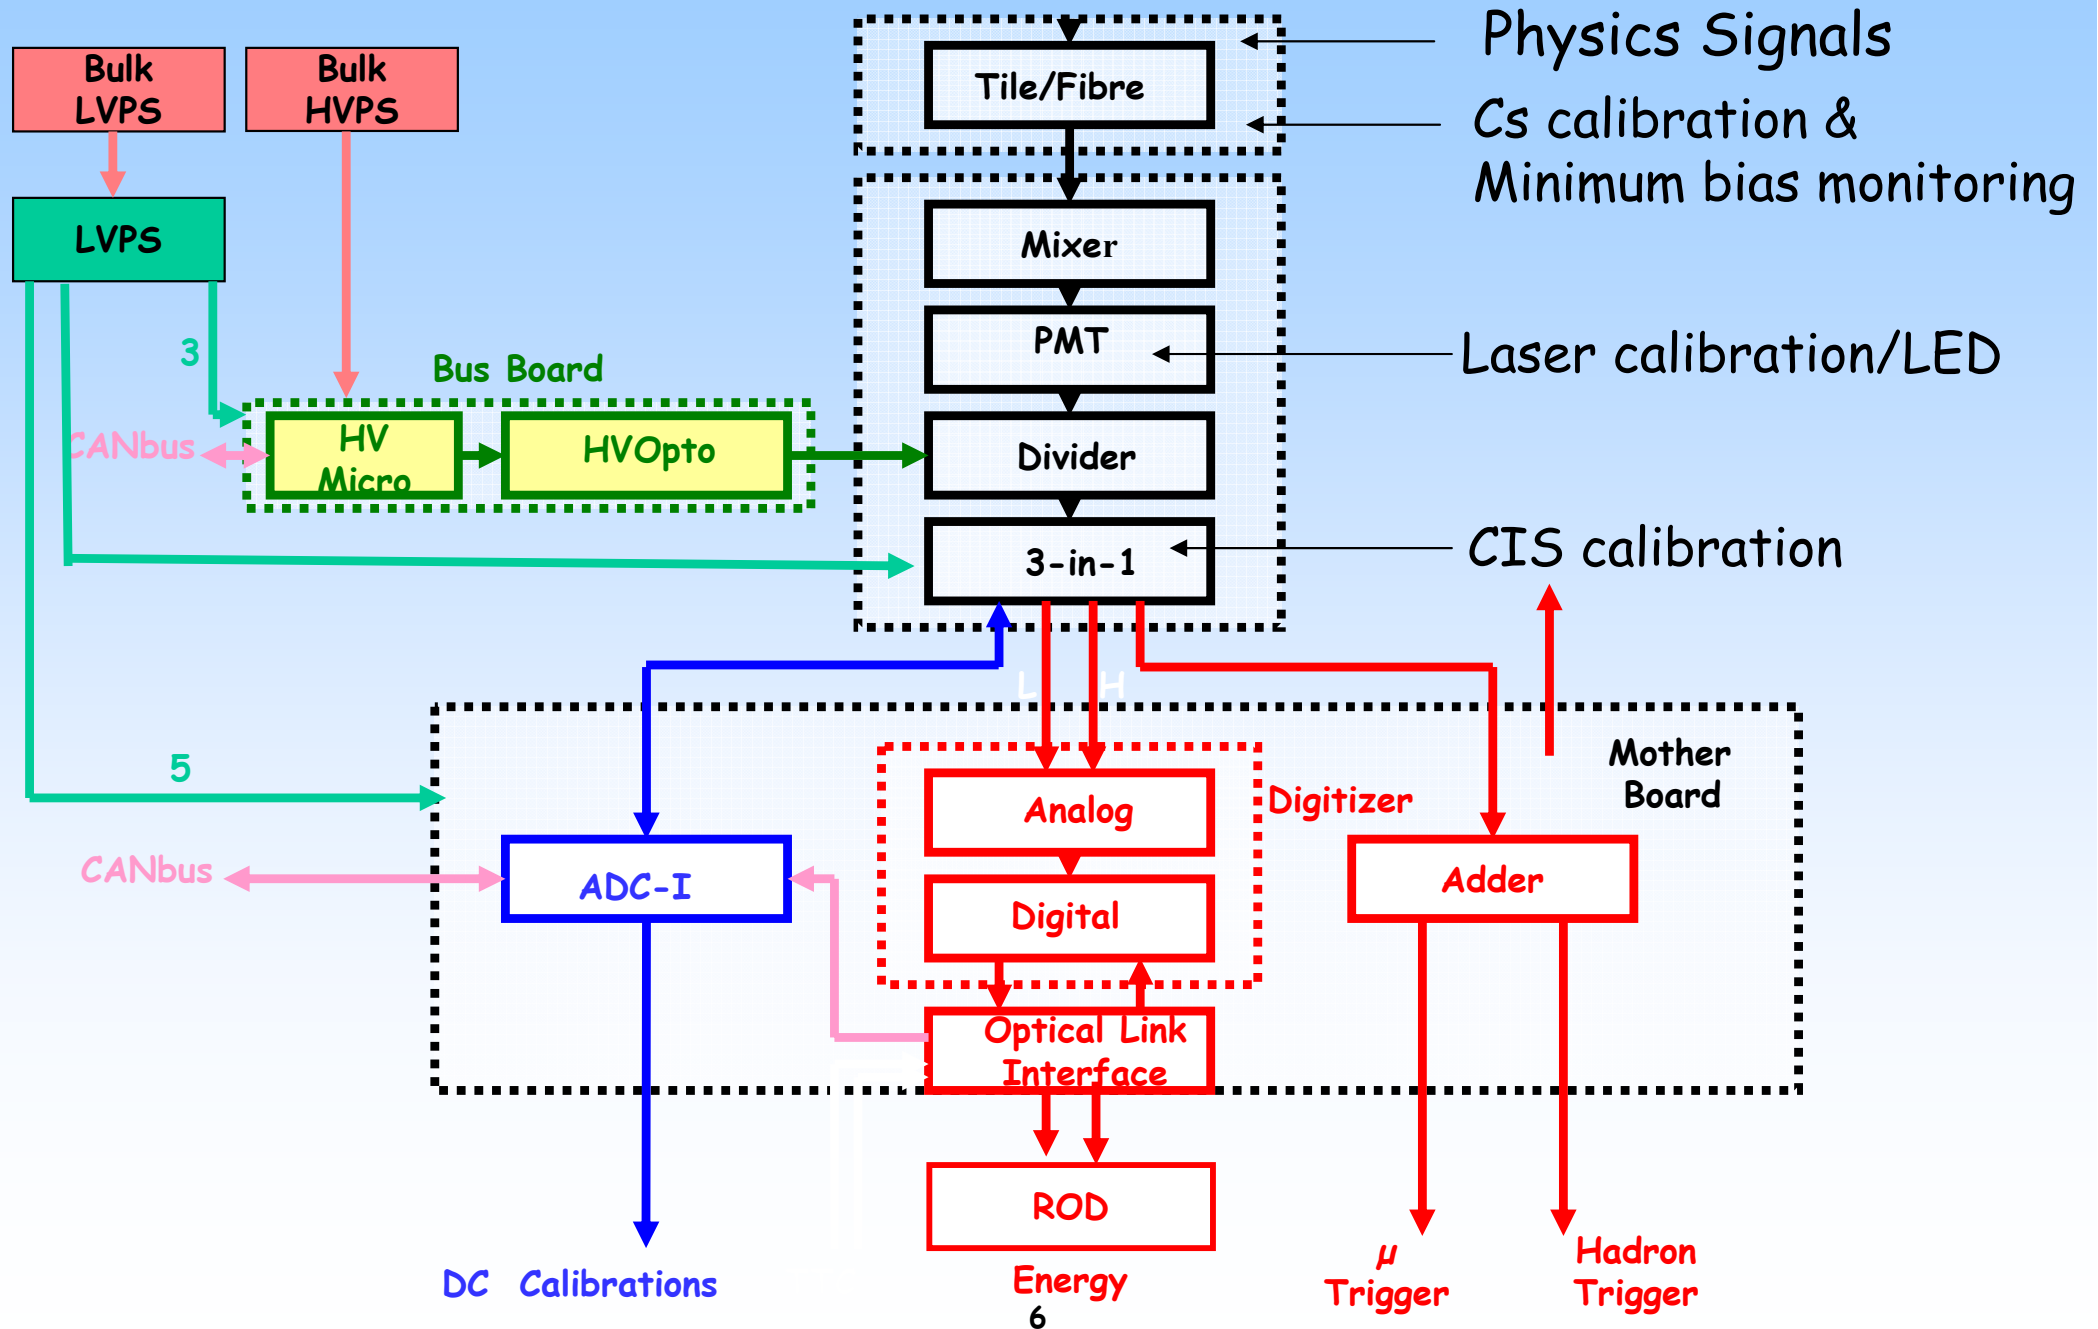 Physics Signals
Bulk
LVPS
Bulk
HVPS
Tile/Fibre
Cs calibration &
Minimum bias monitoring
LVPS
Mixer
PMT
Laser calibration/LED
3
Bus Board
CANbus
HV
Micro
HVOpto
Divider
3-in-1
CIS calibration
L
H
Mother
Board
5
Analog
Digitizer
CANbus
ADC-I
Digital
Adder
Optical Link
Interface
ROD
DC Calibrations
Energy
µ
Trigger
Hadron
Trigger
6